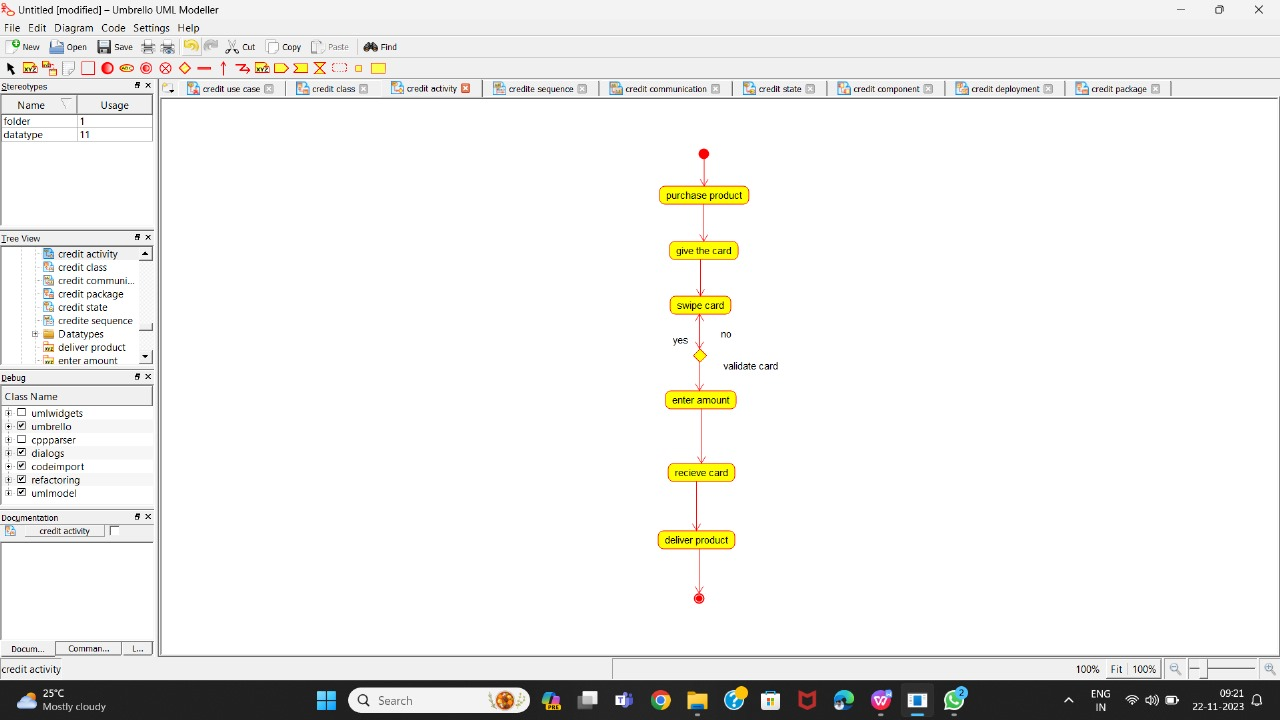 Untitled [modified] – Umbrello UML Modeller
File Edit Diagram Code Settings Help
New Open Save Cut Copy Paste Find
Stereotypes
credit use case credit class credit activity credite sequence credit communication credit state credit component credit deployment credit package
Name Usage
folder 1
datatype 11
Tree View
credit activity
credit class
credit communi...
credit package
credit state
credite sequence
Datatypes
deliver product
enter amount
Debug
Class Name
umlwidgets
umbrello
cppparser
dialogs
codeimport
refactoring
umlmodel
Documentation
credit activity
Docum... Comman... L...
purchase product
give the card
swipe card
yes no
validate card
enter amount
recieve card
deliver product
credit activity
100% Fit 100%
25°C
Mostly cloudy
Search
PRE
2
ENG
IN
09:21
22-11-2023